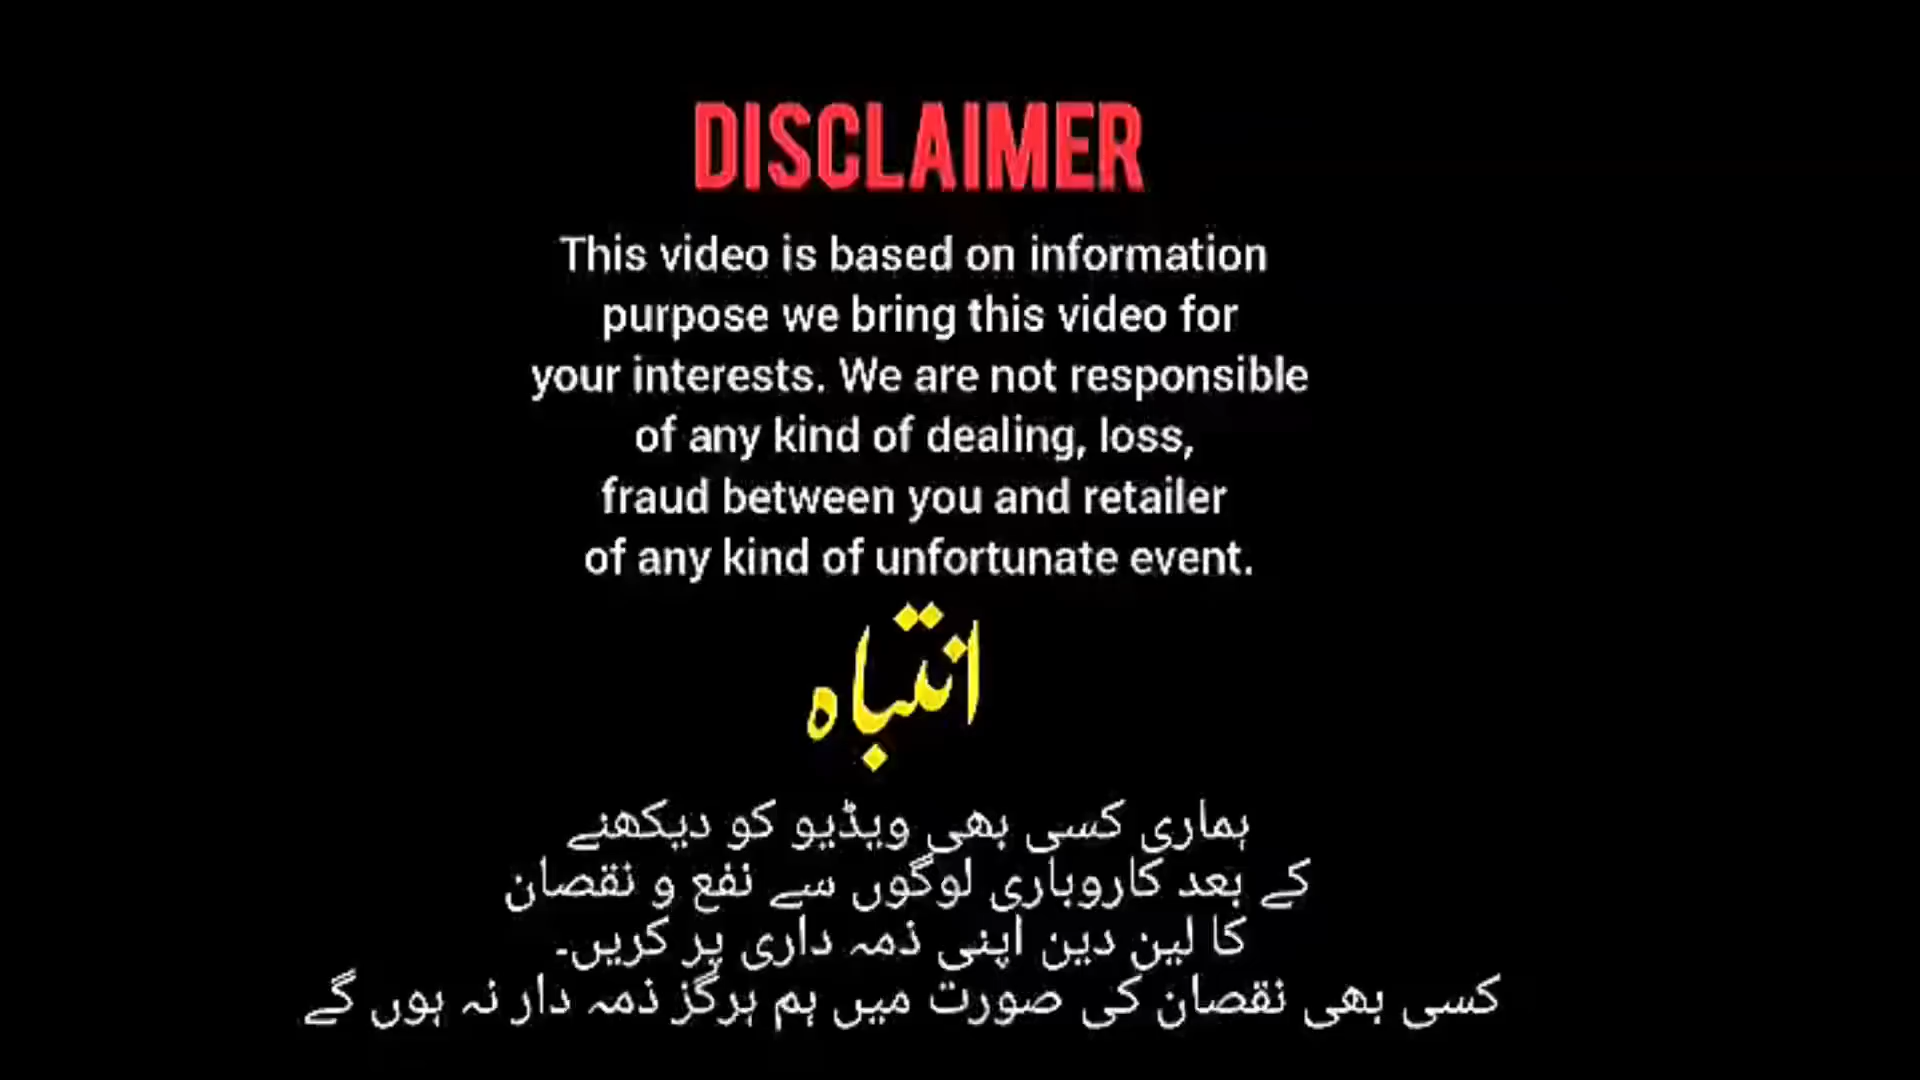 DISCLAIMER
This video is based on information
purpose we bring this video for
your interests. We are not responsible
of any kind of dealing, loss,
fraud between you and retailer
of any kind of unfortunate event.
انتباہ
ہماری کسی بھی ویڈیو کو دیکھنے
کے بعد کاروباری لوگوں سے نفع و نقصان
کا لین دین اپنی ذمہ داری پر کریں۔
کسی بھی نقصان کی صورت میں ہم ہرگز ذمہ دار نہ ہوں گے